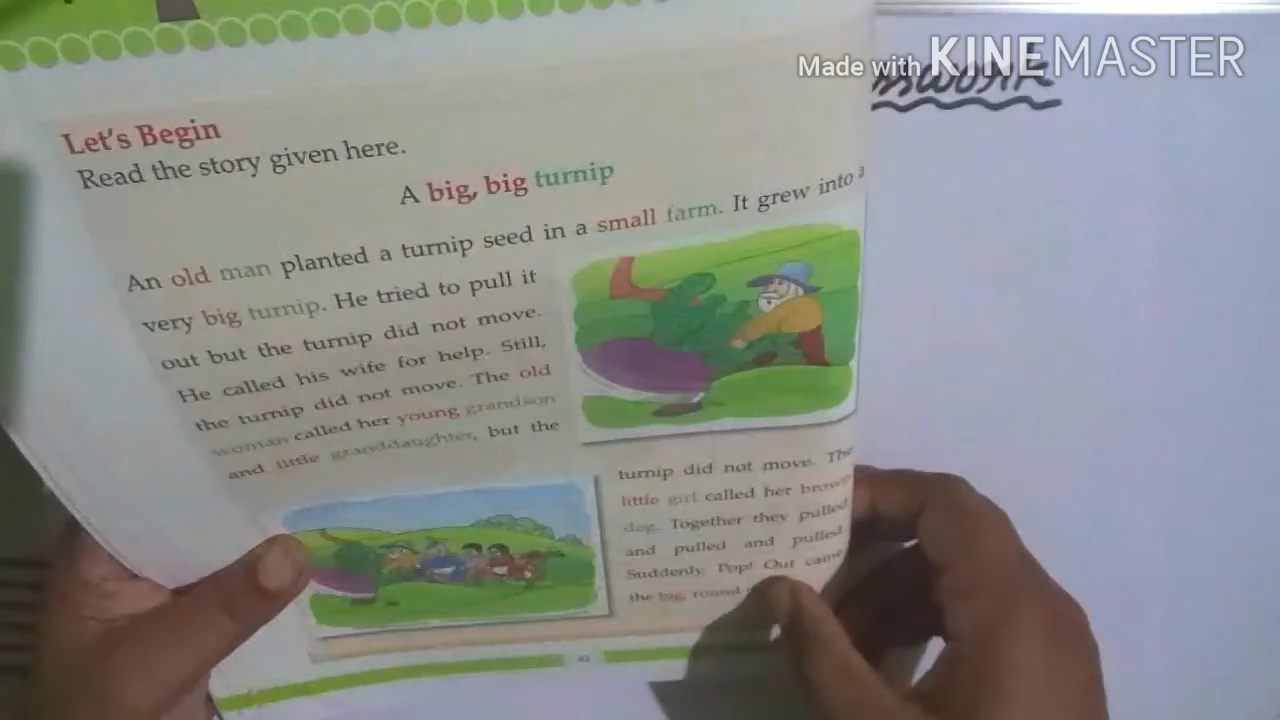 Made with KINEMASTER
Let's Begin
Read the story given here.
A big, big turnip
An old man planted a turnip seed in a small farm. It grew into a
very big turnip. He tried to pull it
out but the turnip did not move.
He called his wife for help. Still,
the turnip did not move. The old
woman called her young grandson
and little granddaughter, but the
turnip did not move. The
little girl called her brown
dog. Together they pulled
and pulled and pulled.
Suddenly, Pop! Out came
the big, round